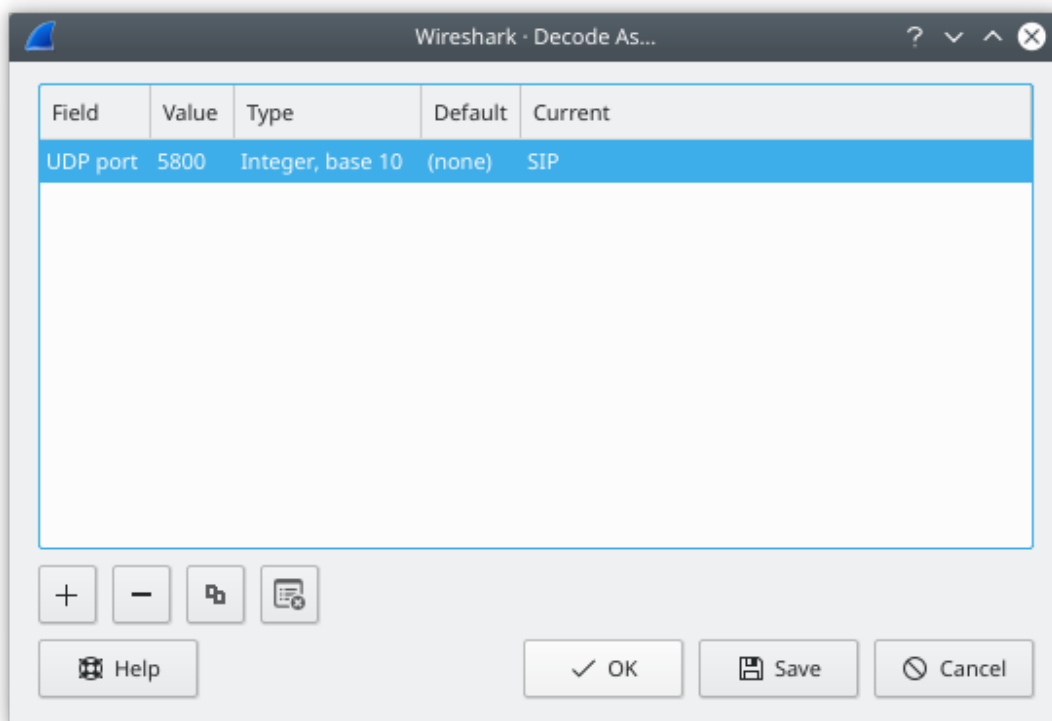 Wireshark · Decode As...
Field Value Type Default Current
UDP port 5800 Integer, base 10 (none) SIP
Help OK Save Cancel